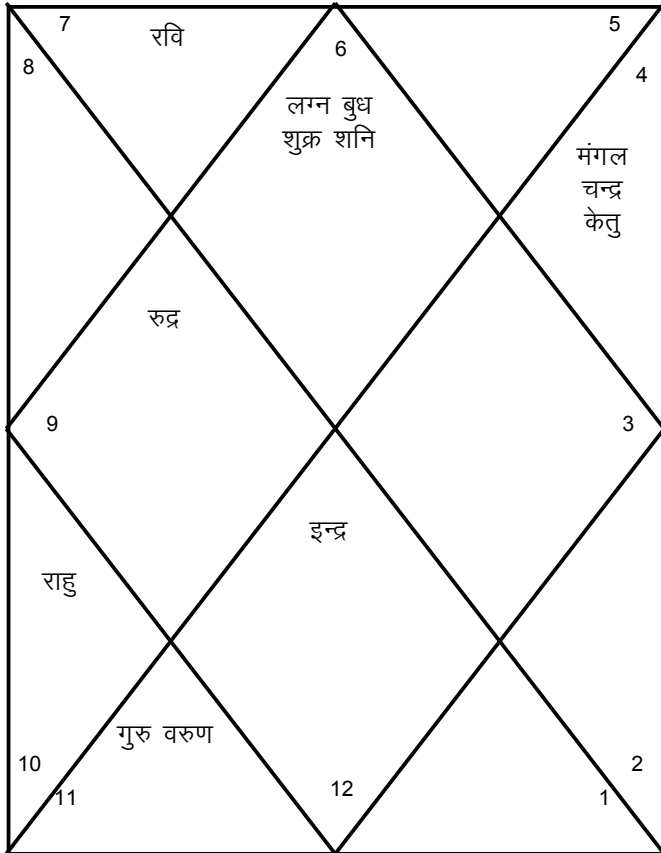 7
रवि
6
5
8
4
लग्न बुध
शुक्र शनि
मंगल
चन्द्र
केतु
रुद्र
9
3
इन्द्र
राहु
गुरु वरुण
10
2
11
12
1